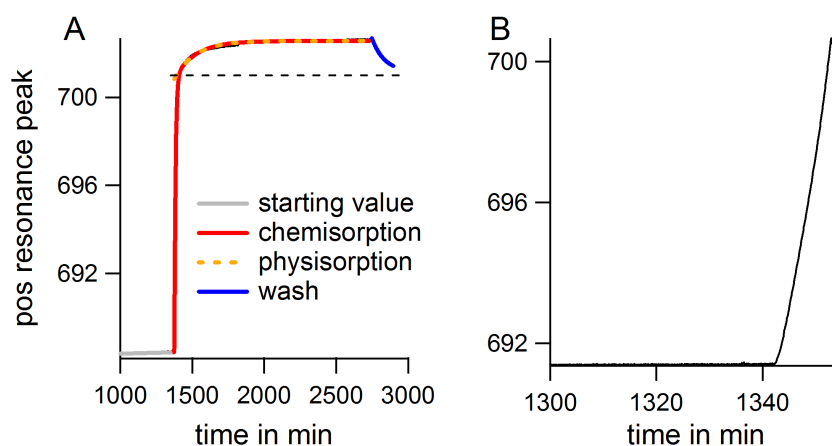 A
pos resonance peak
700
696
692
starting value
chemisorption
physisorption
wash
1000 1500 2000 2500 3000
time in min
B
700
696
692
1300 1320 1340
time in min